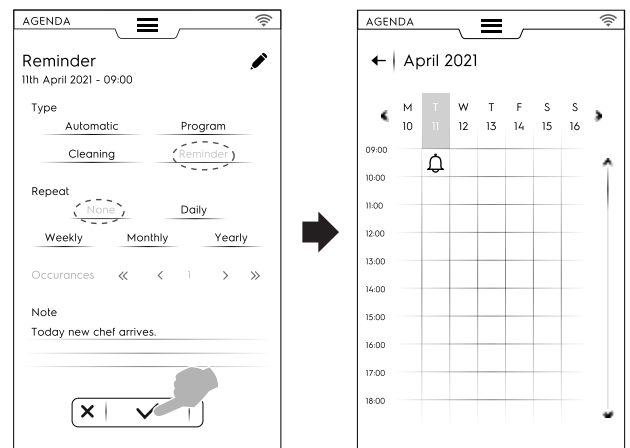 AGENDA
Reminder
11th April 2021 - 09:00
Type
Automatic Program
Cleaning Reminder
Repeat
None Daily
Weekly Monthly Yearly
Occurances « < 1 > »
Note
Today new chef arrives.
AGENDA
April 2021
M T W T F S S
10 11 12 13 14 15 16
09:00
10:00
11:00
12:00
13:00
14:00
15:00
16:00
17:00
18:00